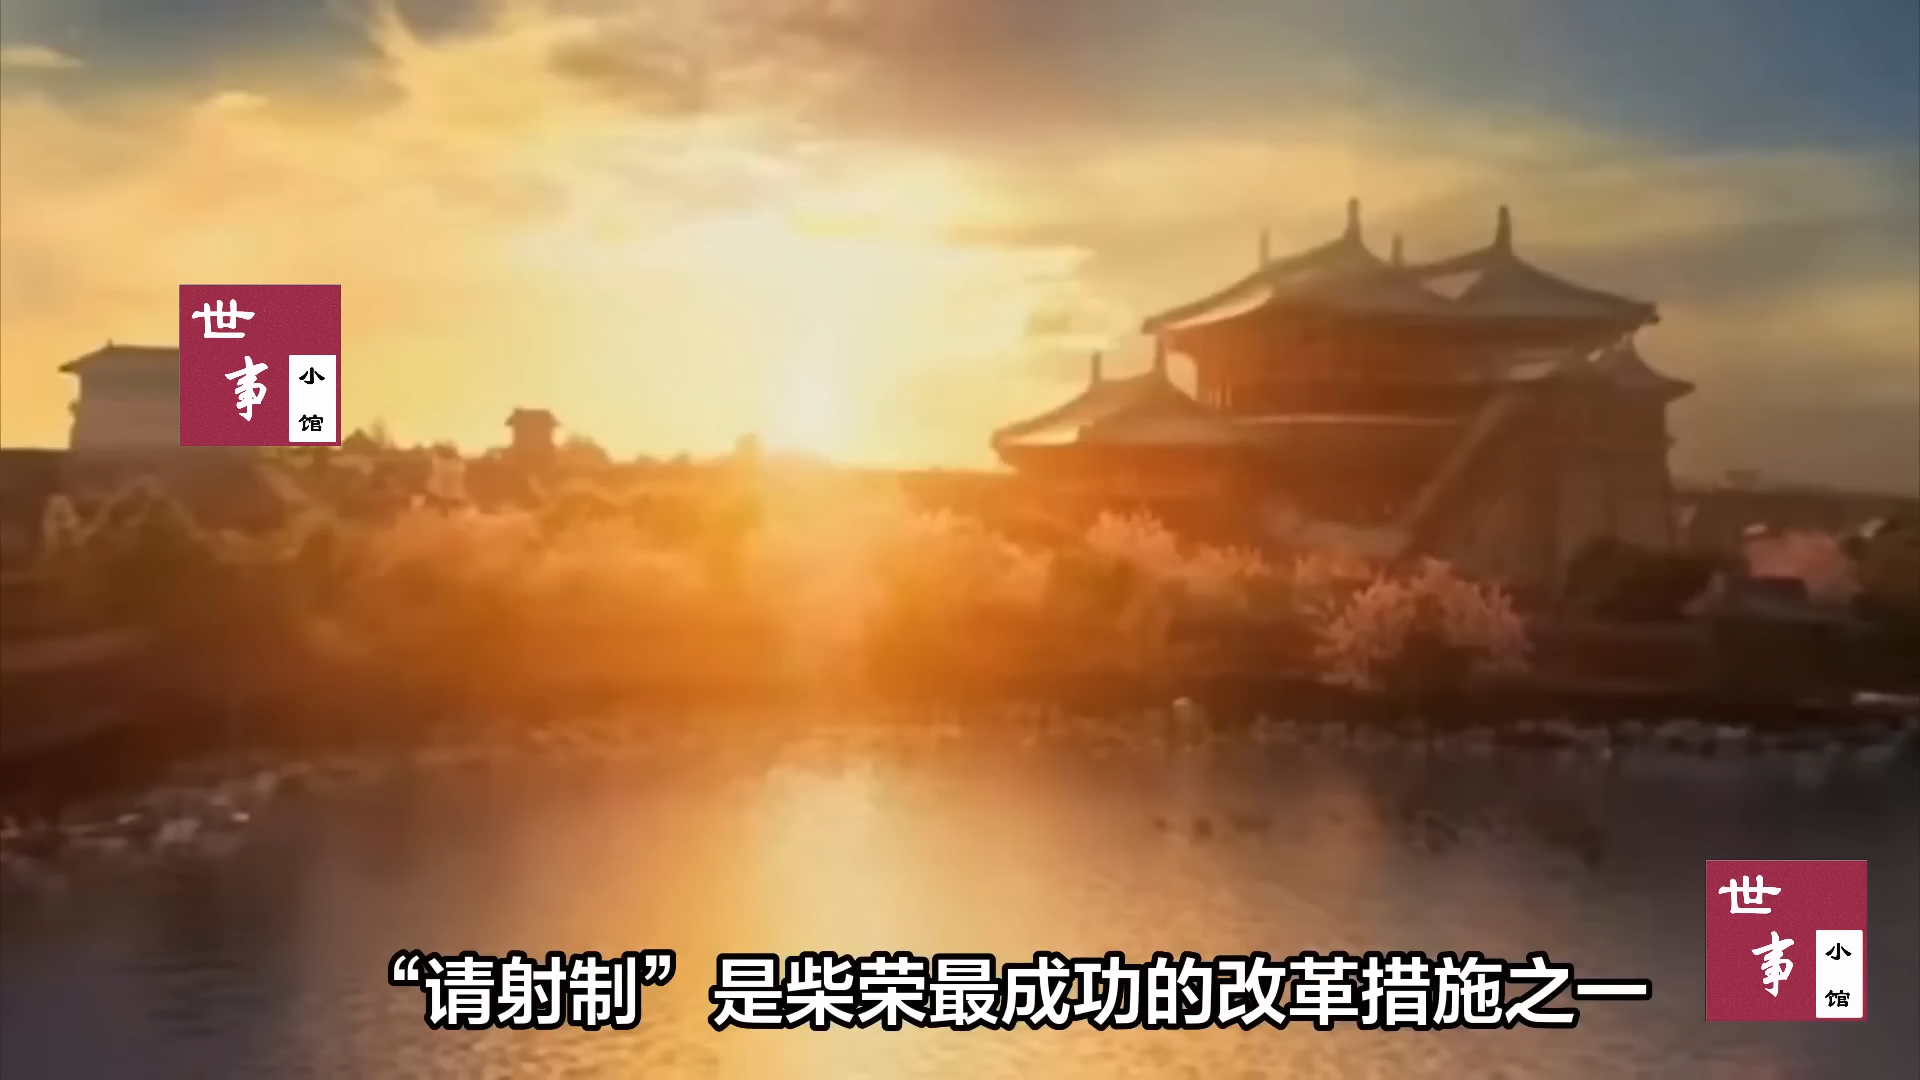 世
事
小
馆
世
事
小
馆
“请射制”是柴荣最成功的改革措施之一